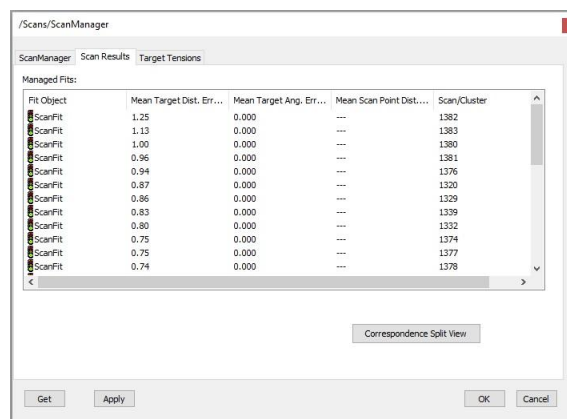 /Scans/ScanManager
ScanManager Scan Results Target Tensions
Managed Fits:
Fit Object Mean Target Dist. Err... Mean Target Ang. Err... Mean Scan Point Dist.... Scan/Cluster
ScanFit 1.25 0.000 --- 1382
ScanFit 1.13 0.000 --- 1383
ScanFit 1.00 0.000 --- 1380
ScanFit 0.96 0.000 --- 1381
ScanFit 0.94 0.000 --- 1376
ScanFit 0.87 0.000 --- 1320
ScanFit 0.86 0.000 --- 1329
ScanFit 0.83 0.000 --- 1339
ScanFit 0.80 0.000 --- 1332
ScanFit 0.75 0.000 --- 1374
ScanFit 0.75 0.000 --- 1377
ScanFit 0.74 0.000 --- 1378
Correspondence Split View
Get Apply OK Cancel